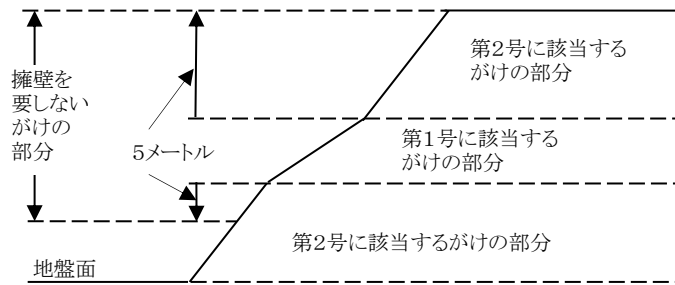 擁壁を
要しない
がけの
部分
5メートル
第2号に該当する
がけの部分
第1号に該当する
がけの部分
第2号に該当するがけの部分
地盤面